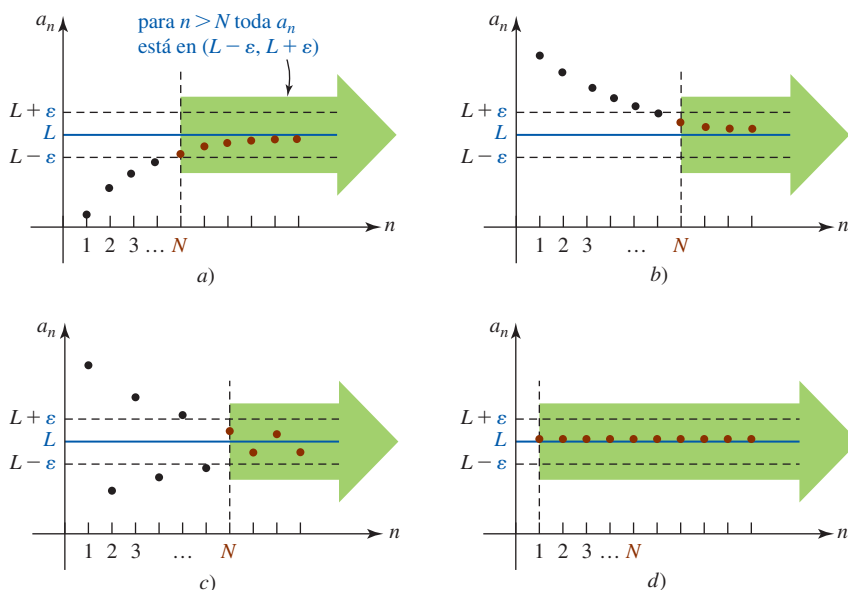 aₙ
para n > N toda aₙ
está en (L − ε, L + ε)
L + ε
L
L − ε
n
1 2 3 … N
a)
aₙ
L + ε
L
L − ε
n
1 2 3 … N
b)
aₙ
L + ε
L
L − ε
n
1 2 3 … N
c)
aₙ
L + ε
L
L − ε
n
1 2 3 … N
d)